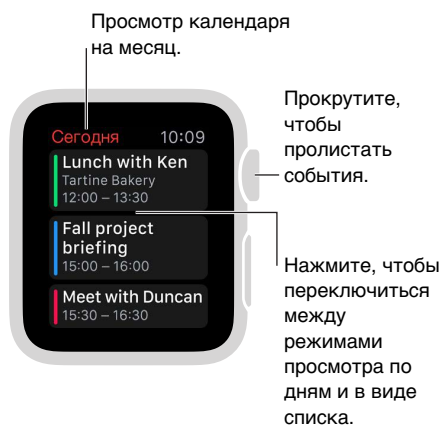 Просмотр календаря
на месяц.
Сегодня 10:09
Lunch with Ken
Tartine Bakery
12:00 – 13:30
Fall project
briefing
15:00 – 16:00
Meet with Duncan
15:30 – 16:30
Прокрутите,
чтобы
пролистать
события.
Нажмите, чтобы
переключиться
между
режимами
просмотра по
дням и в виде
списка.